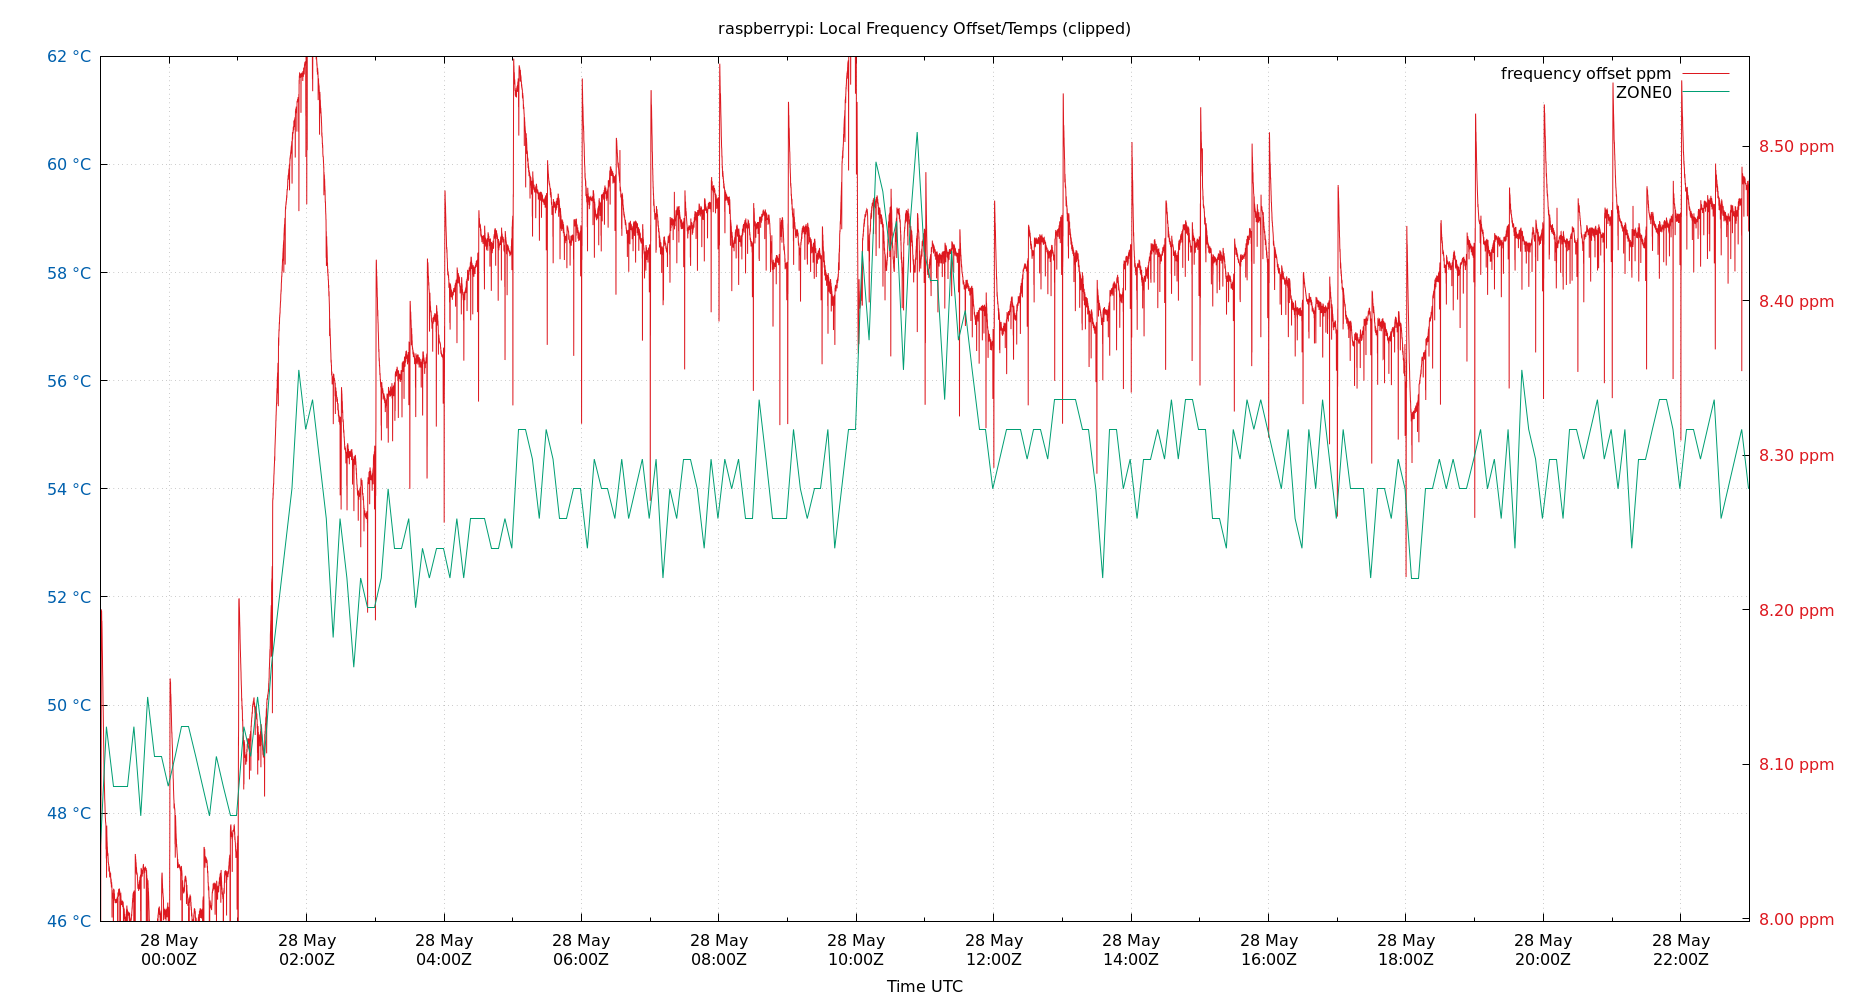 raspberrypi: Local Frequency Offset/Temps (clipped)
frequency offset ppm
ZONE0
62 °C
60 °C
58 °C
56 °C
54 °C
52 °C
50 °C
48 °C
46 °C
8.50 ppm
8.40 ppm
8.30 ppm
8.20 ppm
8.10 ppm
8.00 ppm
28 May 28 May 28 May 28 May 28 May 28 May 28 May 28 May 28 May 28 May 28 May 28 May
00:00Z 02:00Z 04:00Z 06:00Z 08:00Z 10:00Z 12:00Z 14:00Z 16:00Z 18:00Z 20:00Z 22:00Z
Time UTC